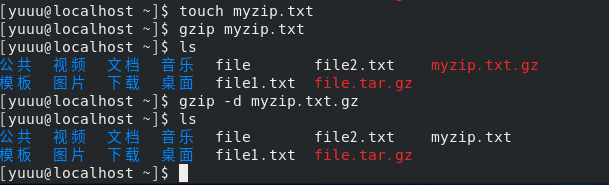 [yuuu@localhost ~]$ touch myzip.txt
[yuuu@localhost ~]$ gzip myzip.txt
[yuuu@localhost ~]$ ls
公共 视频 文档 音乐 file file2.txt myzip.txt.gz
模板 图片 下载 桌面 file1.txt file.tar.gz
[yuuu@localhost ~]$ gzip -d myzip.txt.gz
[yuuu@localhost ~]$ ls
公共 视频 文档 音乐 file file2.txt myzip.txt
模板 图片 下载 桌面 file1.txt file.tar.gz
[yuuu@localhost ~]$